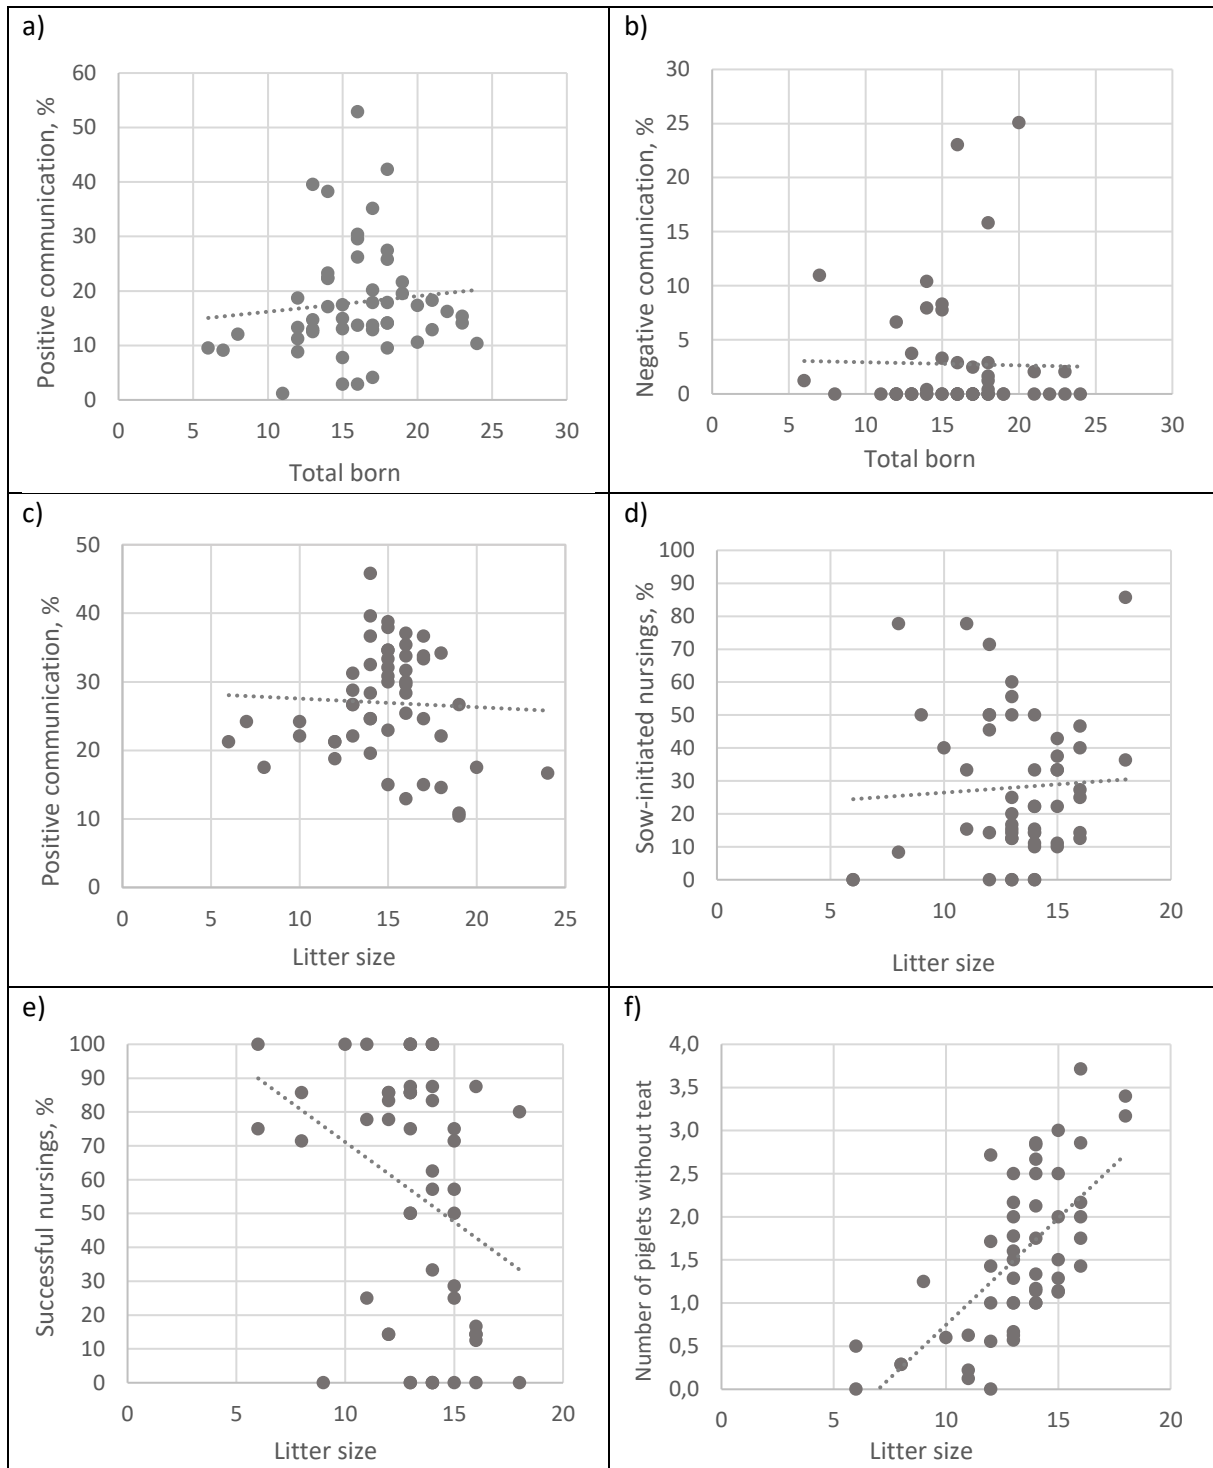 a)
60
50
40
30
20
10
0
0 5 10 15 20 25 30
Positive communication, %
Total born
b)
30
25
20
15
10
5
0
0 5 10 15 20 25 30
Negative comunication, %
Total born
c)
50
40
30
20
10
0
0 5 10 15 20 25
Positive communication, %
Litter size
d)
100
90
80
70
60
50
40
30
20
10
0
0 5 10 15 20
Sow-initiated nursings, %
Litter size
e)
100
90
80
70
60
50
40
30
20
10
0
0 5 10 15 20
Successful nursings, %
Litter size
f)
4,0
3,5
3,0
2,5
2,0
1,5
1,0
0,5
0,0
0 5 10 15 20
Number of piglets without teat
Litter size